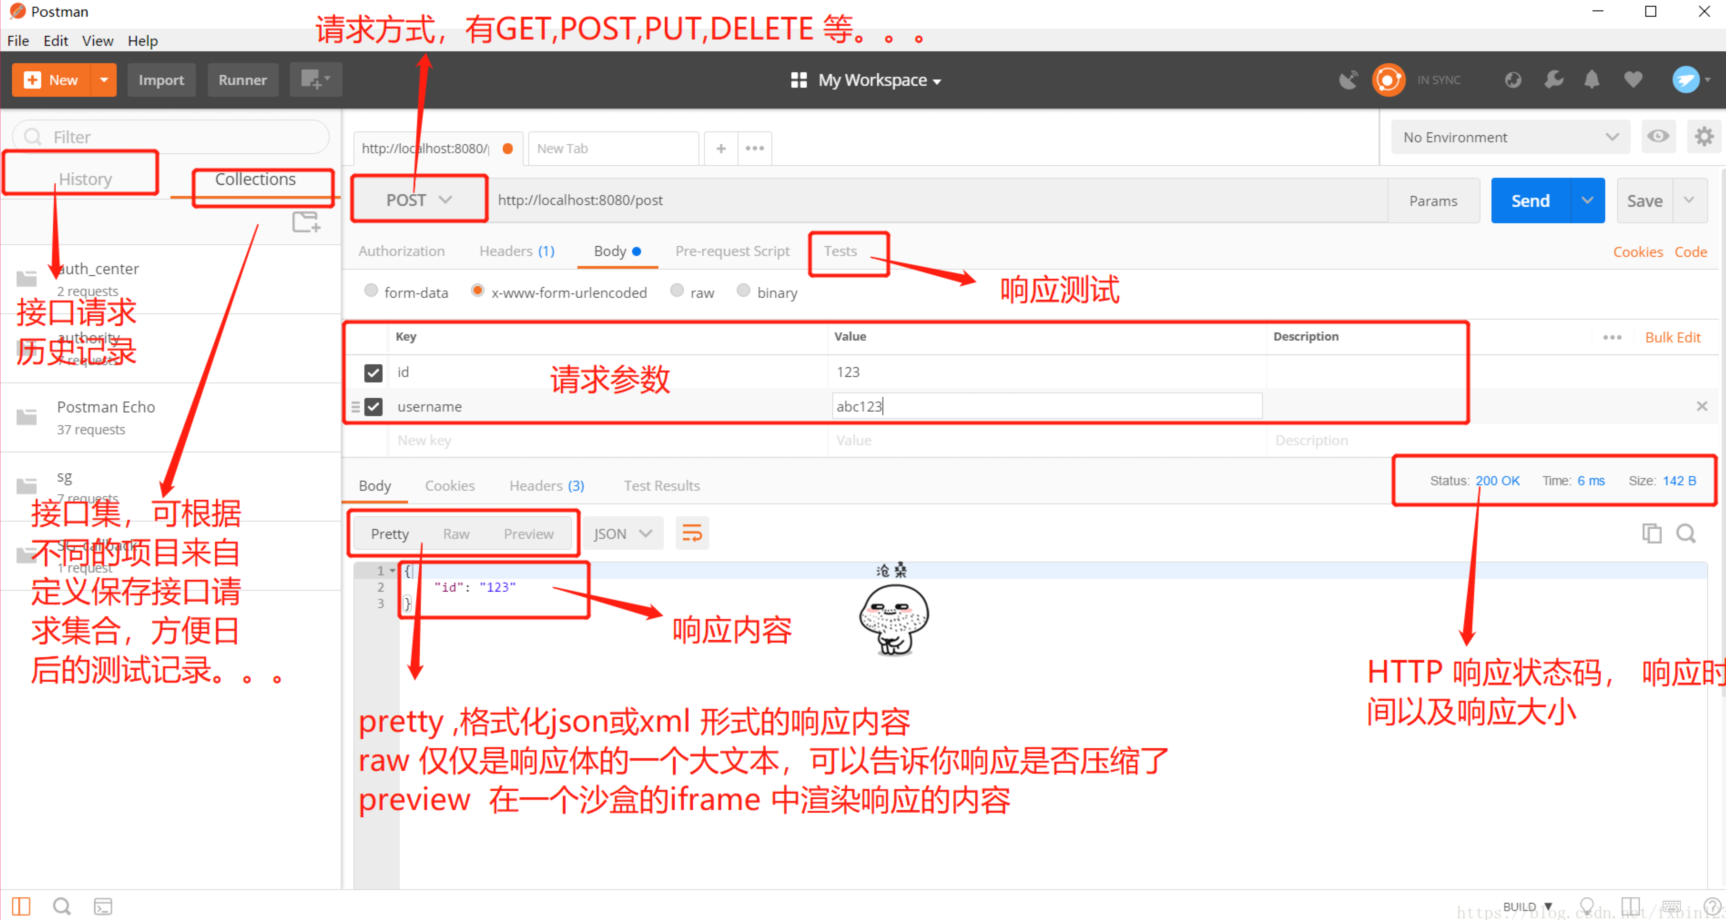 Postman
File Edit View Help
请求方式，有GET,POST,PUT,DELETE 等。。。
New Import Runner
My Workspace
IN SYNC
Filter
History Collections
http://localhost:8080/
New Tab
No Environment
POST http://localhost:8080/post Params Send Save
Authorization Headers (1) Body Pre-request Script Tests Cookies Code
响应测试
form-data x-www-form-urlencoded raw binary
Key Value Description Bulk Edit
id 123
请求参数
username abc123
New key Value Description
auth_center
2 requests
接口请求
历史记录
authority
7 requests
Postman Echo
37 requests
sg
7 requests
1 request
接口集，可根据
不同的项目来自
定义保存接口请
求集合，方便日
后的测试记录。。。
Body Cookies Headers (3) Test Results
Status: 200 OK Time: 6 ms Size: 142 B
Pretty Raw Preview JSON
1 {
2 "id": "123"
3 }
沧桑
响应内容
HTTP 响应状态码， 响应时
间以及响应大小
pretty ,格式化json或xml 形式的响应内容
raw 仅仅是响应体的一个大文本，可以告诉你响应是否压缩了
preview 在一个沙盒的iframe 中渲染响应的内容
BUILD